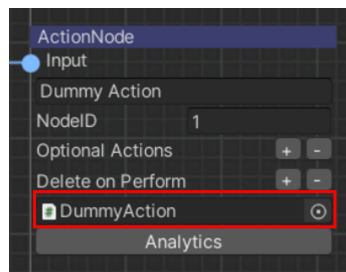 ActionNode
Input
Dummy Action
NodeID 1
Optional Actions + -
Delete on Perform + -
# DummyAction
Analytics